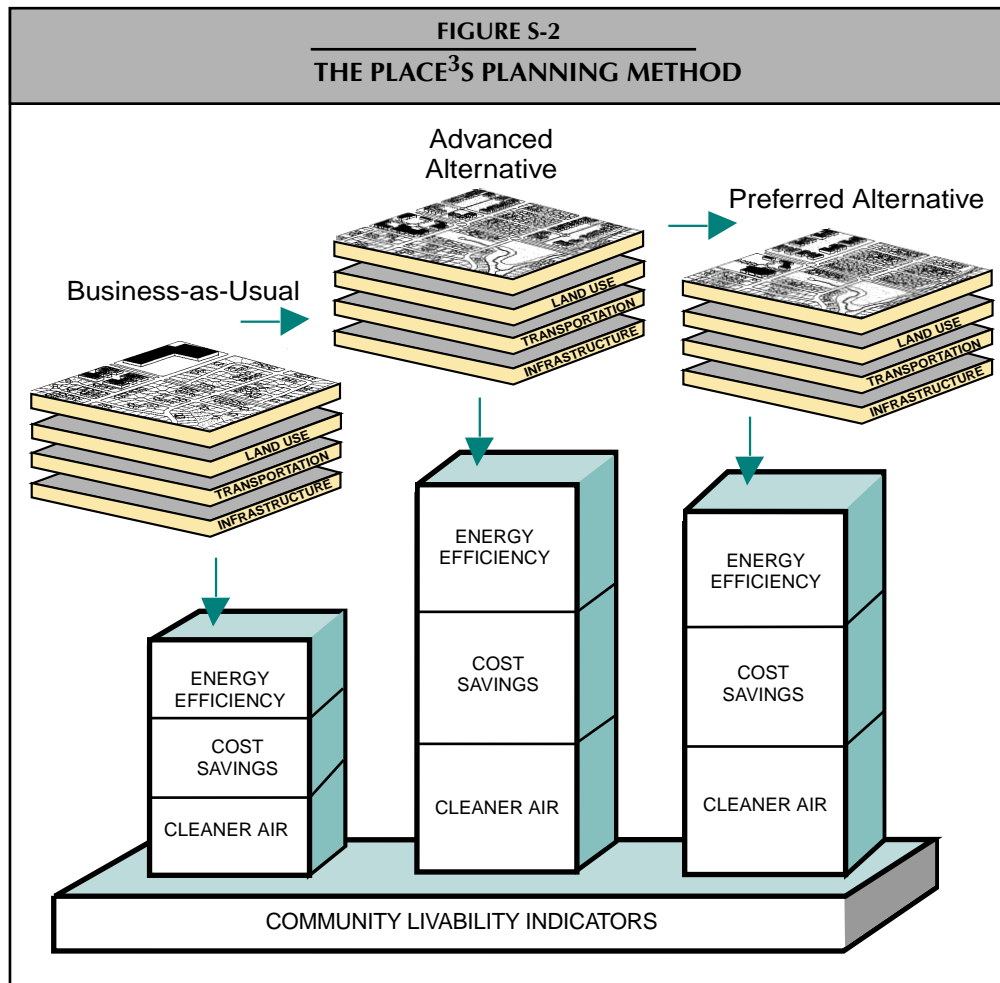 FIGURE S-2
THE PLACE³S PLANNING METHOD
Advanced
Alternative
Preferred Alternative
Business-as-Usual
LAND USE
TRANSPORTATION
INFRASTRUCTURE
LAND USE
TRANSPORTATION
INFRASTRUCTURE
LAND USE
TRANSPORTATION
INFRASTRUCTURE
ENERGY
EFFICIENCY
COST
SAVINGS
CLEANER AIR
ENERGY
EFFICIENCY
COST
SAVINGS
CLEANER AIR
ENERGY
EFFICIENCY
COST
SAVINGS
CLEANER AIR
COMMUNITY LIVABILITY INDICATORS